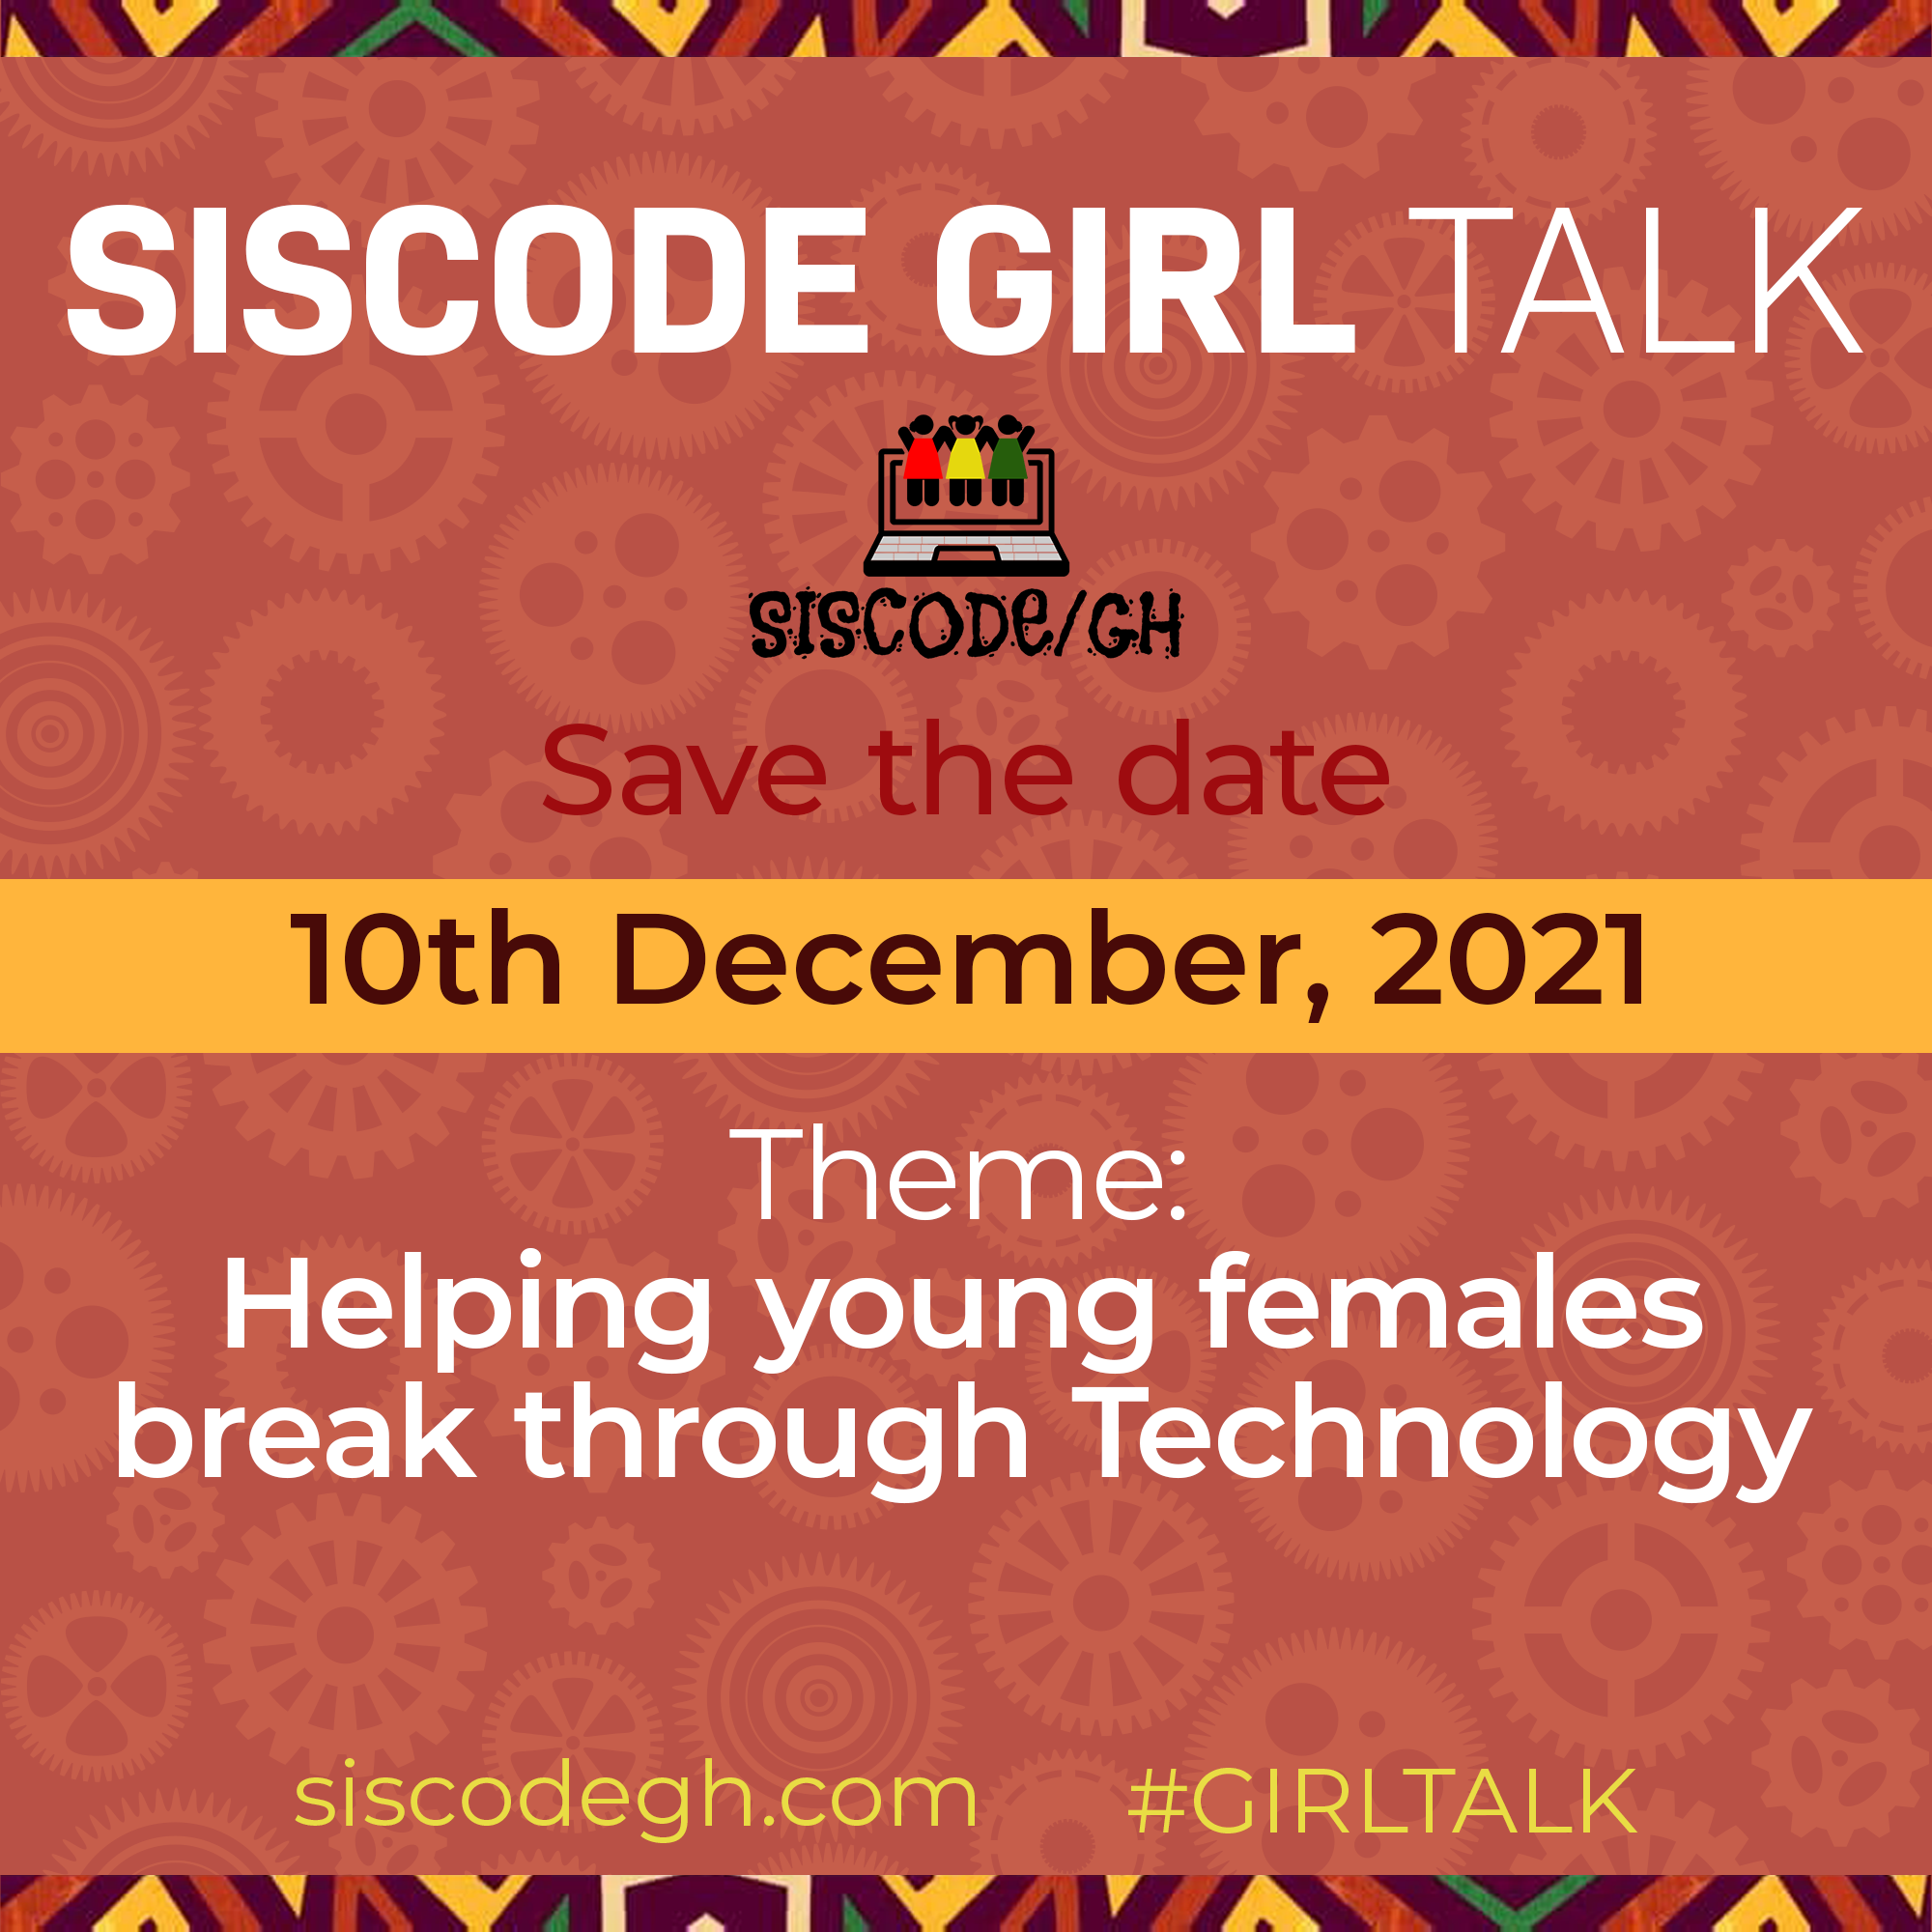 SISCODE GIRL TALK
SISCODe/GH
Save the date
10th December, 2021
Theme:
Helping young females
break through Technology
siscodegh.com #GIRLTALK